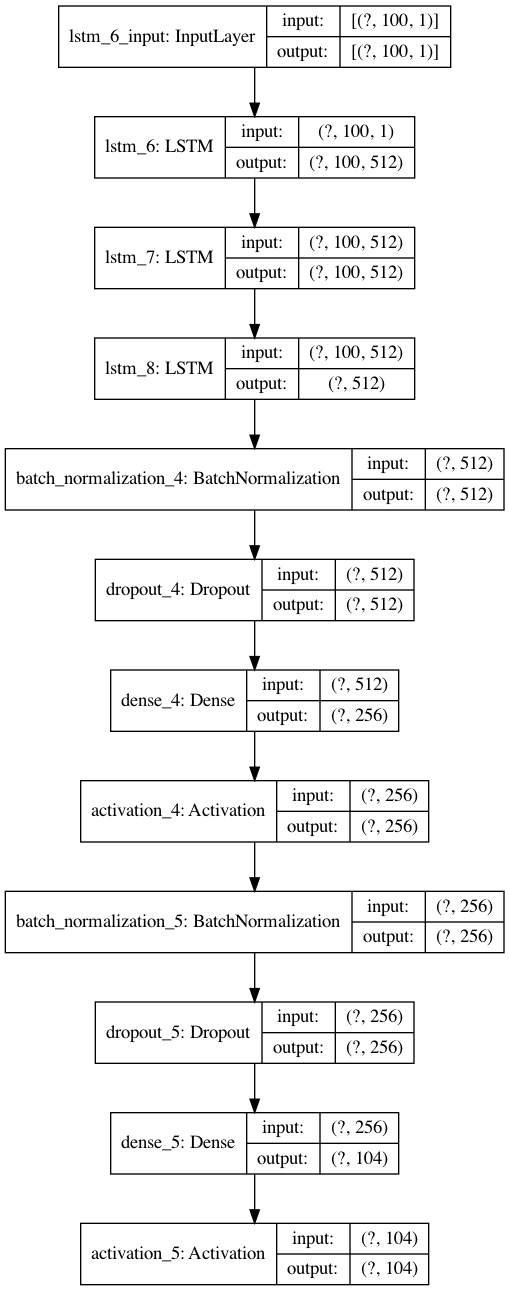 lstm_6_input: InputLayer
input: [(?, 100, 1)]
output: [(?, 100, 1)]
lstm_6: LSTM
input: (?, 100, 1)
output: (?, 100, 512)
lstm_7: LSTM
input: (?, 100, 512)
output: (?, 100, 512)
lstm_8: LSTM
input: (?, 100, 512)
output: (?, 512)
batch_normalization_4: BatchNormalization
input: (?, 512)
output: (?, 512)
dropout_4: Dropout
input: (?, 512)
output: (?, 512)
dense_4: Dense
input: (?, 512)
output: (?, 256)
activation_4: Activation
input: (?, 256)
output: (?, 256)
batch_normalization_5: BatchNormalization
input: (?, 256)
output: (?, 256)
dropout_5: Dropout
input: (?, 256)
output: (?, 256)
dense_5: Dense
input: (?, 256)
output: (?, 104)
activation_5: Activation
input: (?, 104)
output: (?, 104)